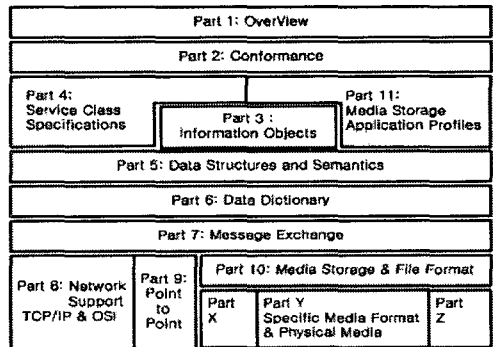 Part 1: OverView
Part 2: Conformance
Part 4:
Service Class
Specifications
Part 3 :
Information Objects
Part 11:
Media Storage
Application Profiles
Part 5: Data Structures and Semantics
Part 6: Data Dictionary
Part 7: Message Exchange
Part 8: Network
Support
TCP/IP & OSI
Part 9:
Point
to
Point
Part 10: Media Storage & File Format
Part
X
Part Y
Specific Media Format
& Physical Media
Part
Z